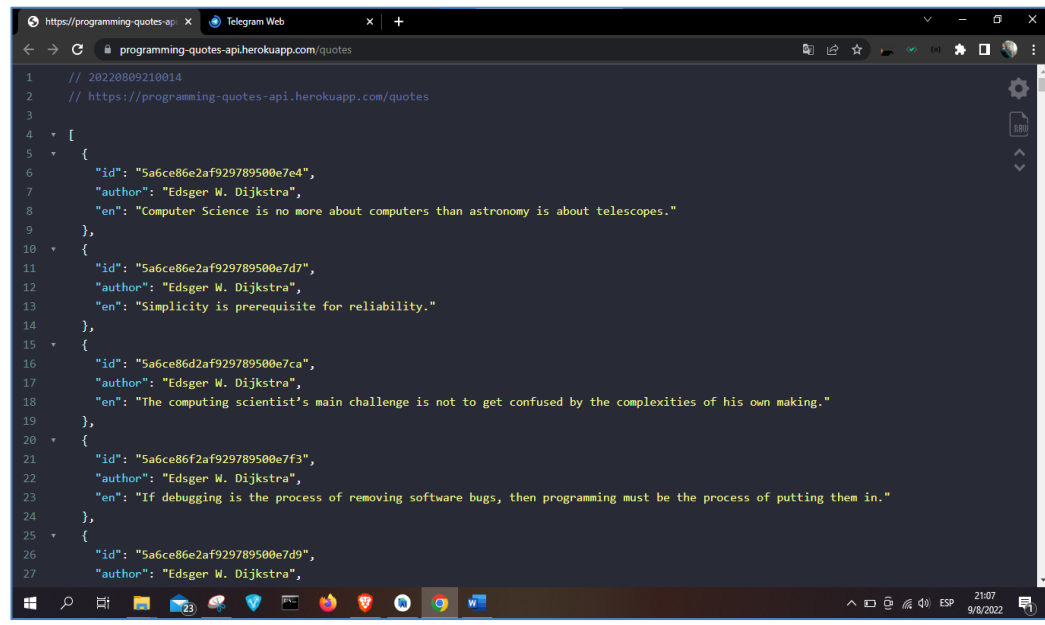 https://programming-quotes-ap
Telegram Web
programming-quotes-api.herokuapp.com/quotes
1 // 20220809210014
2 // https://programming-quotes-api.herokuapp.com/quotes
3
4 [
5 {
6 "id": "5a6ce86e2af929789500e7e4",
7 "author": "Edsger W. Dijkstra",
8 "en": "Computer Science is no more about computers than astronomy is about telescopes."
9 },
10 {
11 "id": "5a6ce86e2af929789500e7d7",
12 "author": "Edsger W. Dijkstra",
13 "en": "Simplicity is prerequisite for reliability."
14 },
15 {
16 "id": "5a6ce86d2af929789500e7ca",
17 "author": "Edsger W. Dijkstra",
18 "en": "The computing scientist’s main challenge is not to get confused by the complexities of his own making."
19 },
20 {
21 "id": "5a6ce86f2af929789500e7f3",
22 "author": "Edsger W. Dijkstra",
23 "en": "If debugging is the process of removing software bugs, then programming must be the process of putting them in."
24 },
25 {
26 "id": "5a6ce86e2af929789500e7d9",
27 "author": "Edsger W. Dijkstra",
RAW
23
ESP
21:07
9/8/2022
1